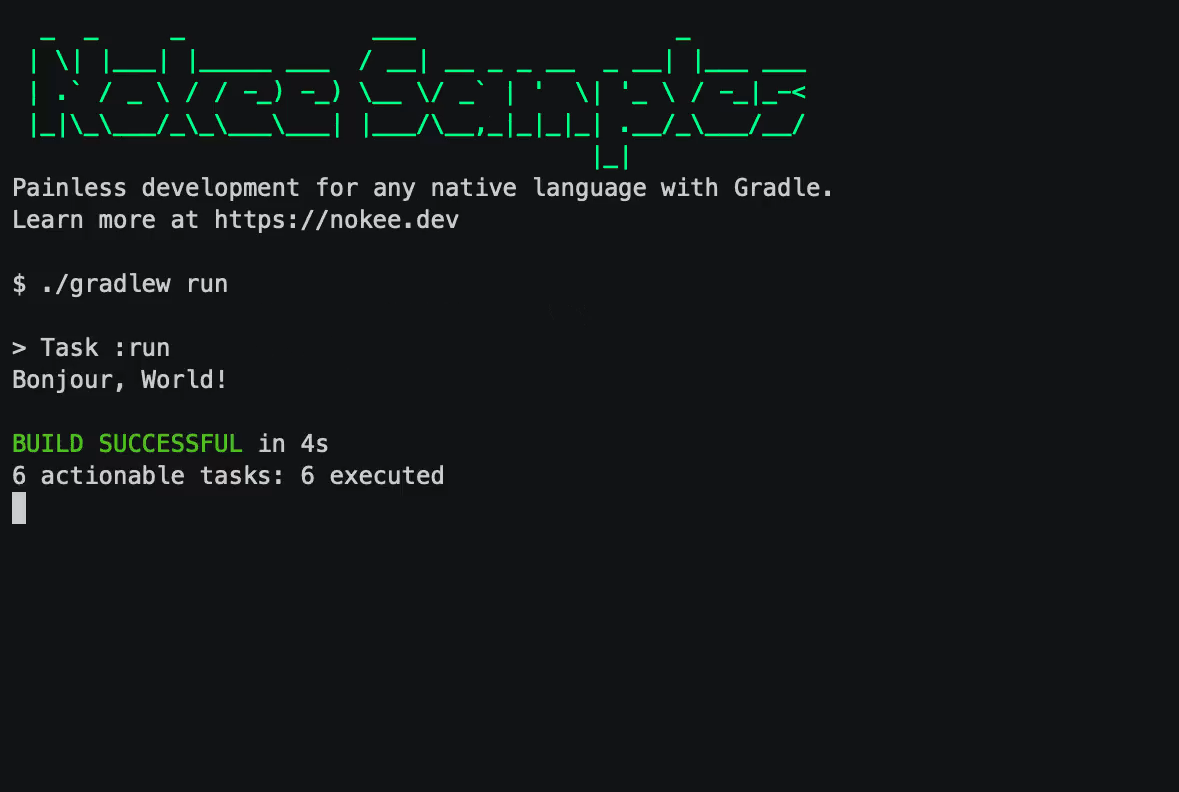 Nokee Samples
Painless development for any native language with Gradle.
Learn more at https://nokee.dev
$ ./gradlew run
> Task :run
Bonjour, World!
BUILD SUCCESSFUL in 4s
6 actionable tasks: 6 executed